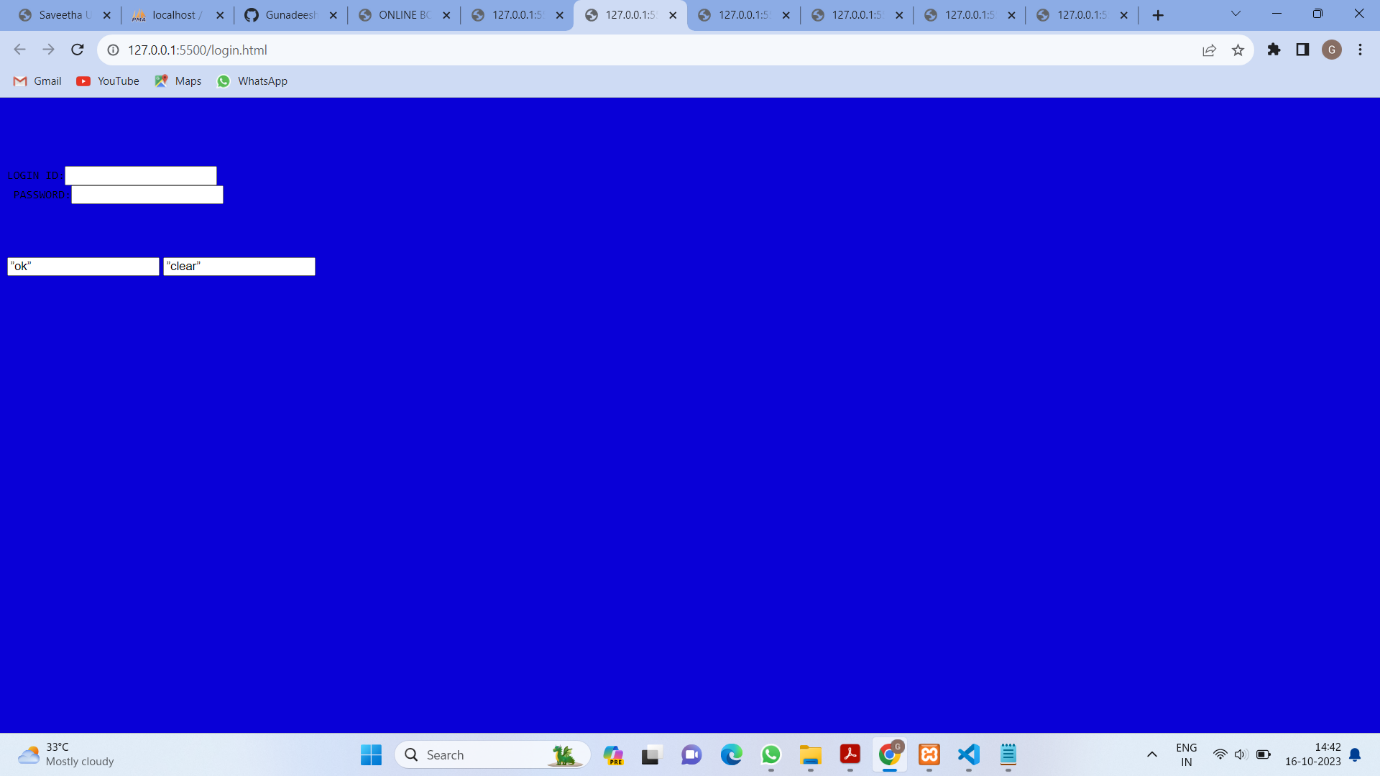 Saveetha U
localhost /
Gunadeesh
ONLINE BO
127.0.0.1:55
127.0.0.1:5
127.0.0.1:5
127.0.0.1:5
127.0.0.1:5
127.0.0.1:5
127.0.0.1:5500/login.html
G
Gmail YouTube Maps WhatsApp
LOGIN ID:
PASSWORD:
"ok" "clear"
33°C
Mostly cloudy
Search
PRE
G
ENG
IN
14:42
16-10-2023